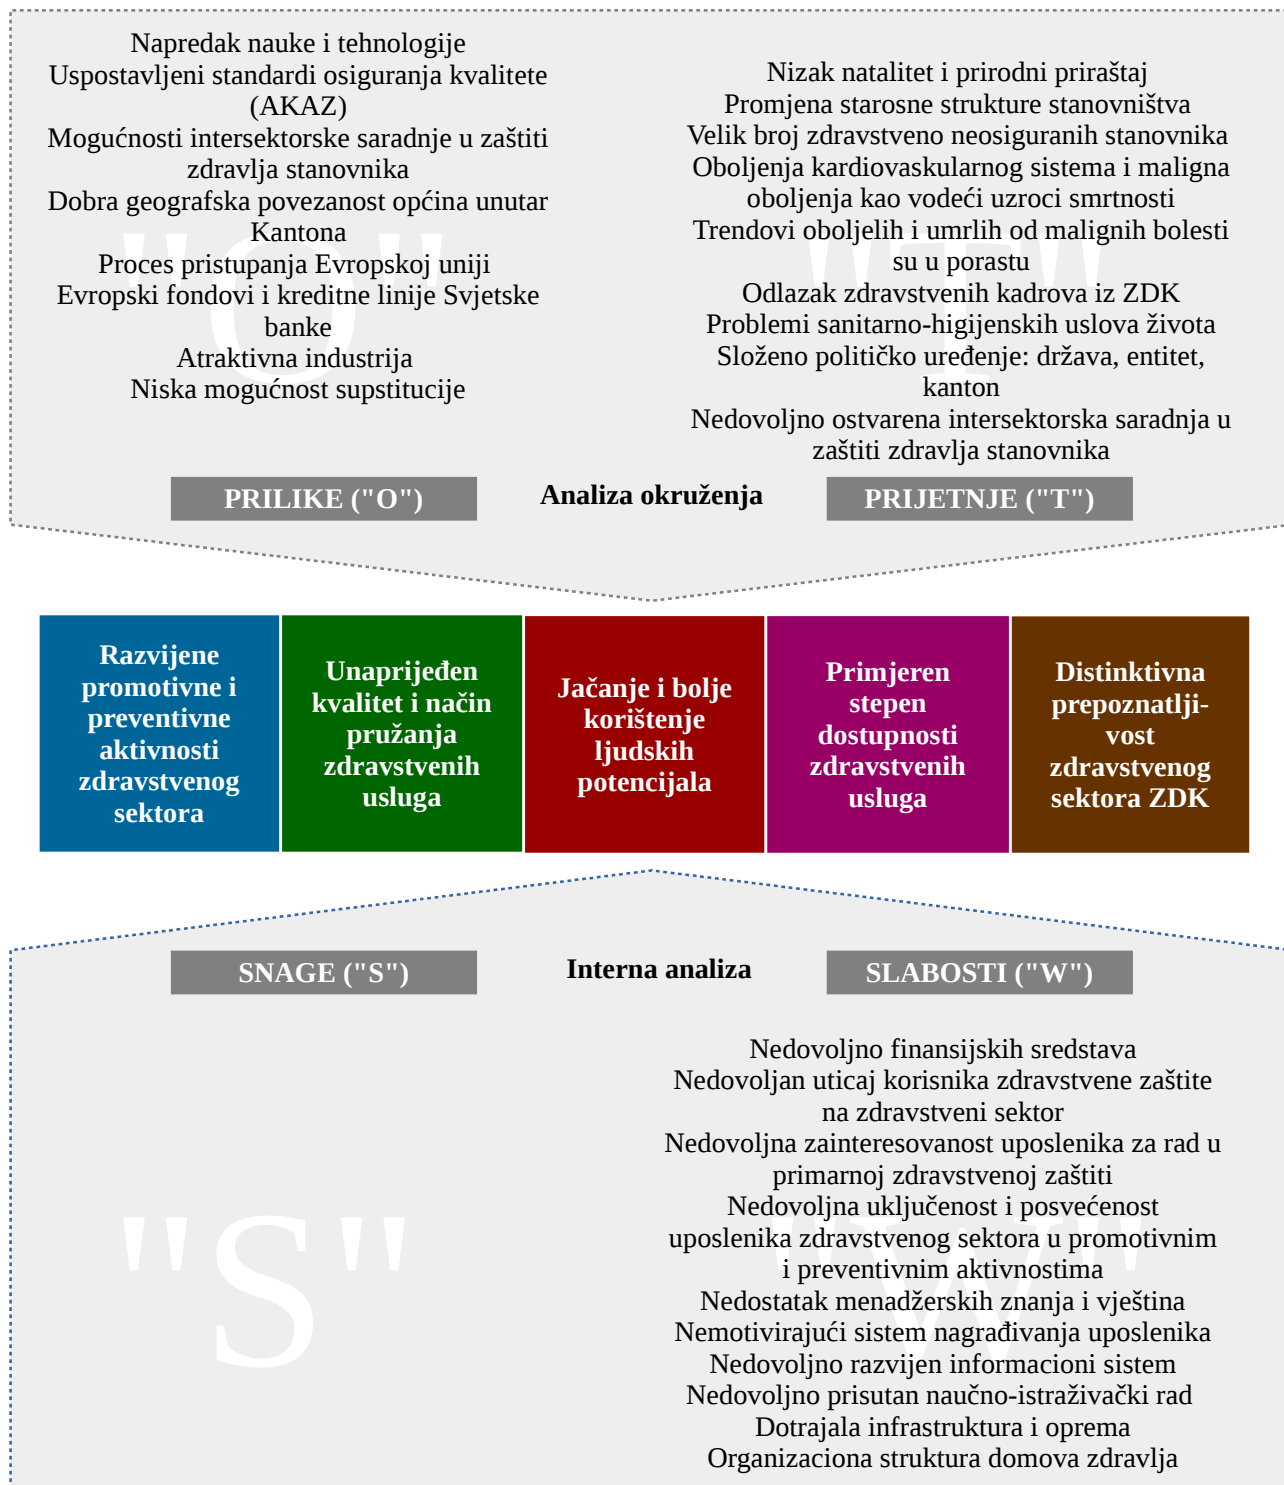 Napredak nauke i tehnologije
Uspostavljeni standardi osiguranja kvalitete
(AKAZ)
Mogućnosti intersektorske saradnje u zaštiti
zdravlja stanovnika
Dobra geografska povezanost općina unutar
Kantona
Proces pristupanja Evropskoj uniji
Evropski fondovi i kreditne linije Svjetske
banke
Atraktivna industrija
Niska mogućnost supstitucije
"O"
PRILIKE ("O")
Analiza okruženja
Nizak natalitet i prirodni priraštaj
Promjena starosne strukture stanovništva
Velik broj zdravstveno neosiguranih stanovnika
Oboljenja kardiovaskularnog sistema i maligna
oboljenja kao vodeći uzroci smrtnosti
Trendovi oboljelih i umrlih od malignih bolesti
su u porastu
Odlazak zdravstvenih kadrova iz ZDK
Problemi sanitarno-higijenskih uslova života
Složeno političko uređenje: država, entitet,
kanton
Nedovoljno ostvarena intersektorska saradnja u
zaštiti zdravlja stanovnika
"T"
PRIJETNJE ("T")
Razvijene
promotivne i
preventivne
aktivnosti
zdravstvenog
sektora
Unaprijeđen
kvalitet i način
pružanja
zdravstvenih
usluga
Jačanje i bolje
korištenje
ljudskih
potencijala
Primjeren
stepen
dostupnosti
zdravstvenih
usluga
Distinktivna
prepoznatlji-
vost
zdravstvenog
sektora ZDK
SNAGE ("S")
Interna analiza
SLABOSTI ("W")
"S"
Nedovoljno finansijskih sredstava
Nedovoljan uticaj korisnika zdravstvene zaštite
na zdravstveni sektor
Nedovoljna zainteresovanost uposlenika za rad u
primarnoj zdravstvenoj zaštiti
Nedovoljna uključenost i posvećenost
uposlenika zdravstvenog sektora u promotivnim
i preventivnim aktivnostima
Nedostatak menadžerskih znanja i vještina
Nemotivirajući sistem nagrađivanja uposlenika
Nedovoljno razvijen informacioni sistem
Nedovoljno prisutan naučno-istraživački rad
Dotrajala infrastruktura i oprema
Organizaciona struktura domova zdravlja
"W"